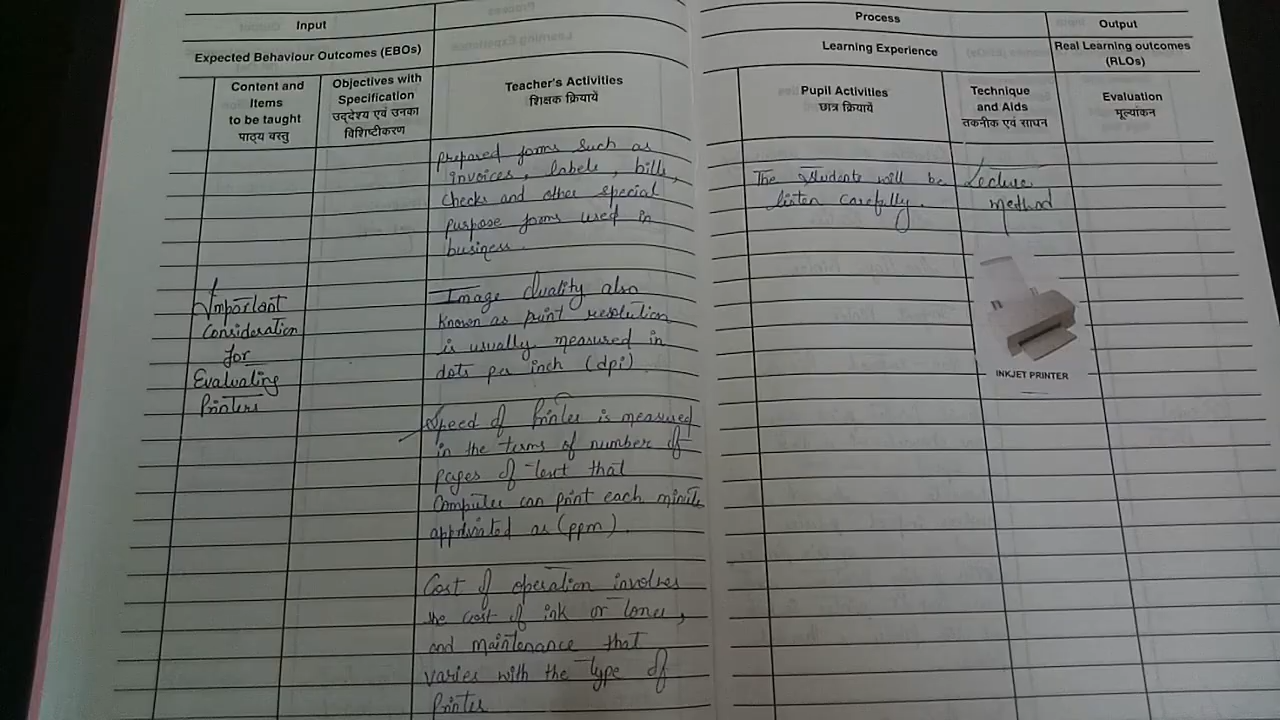 Input
Process
Process
Output
Expected Behaviour Outcomes (EBOs)
Learning Experience
Learning Experience
Real Learning outcomes
(RLOs)
Content and
Items
to be taught
पाठ्य वस्तु
Objectives with
Specification
उद्देश्य एवं उनका
विशिष्टीकरण
Teacher's Activities
शिक्षक क्रियायें
Pupil Activities
छात्र क्रियायें
Technique
and Aids
तकनीक एवं साधन
Evaluation
मूल्यांकन
prepared forms such as
invoices, labels, bills,
checks and other special
purpose forms used in
business.
Important
Consideration
for
Evaluating
Printers
Image Quality also
known as print resolution
is usually measured in
dots per inch (dpi).
Speed of Printer is measured
in the terms of number of
pages of text that
Computer can print each minute
(ppm).
Cost of operation involves
the cost of ink or toner,
and maintenance that
varies with the type of
Printer
The students will be
listen carefully.
Lecture
method
INKJET PRINTER